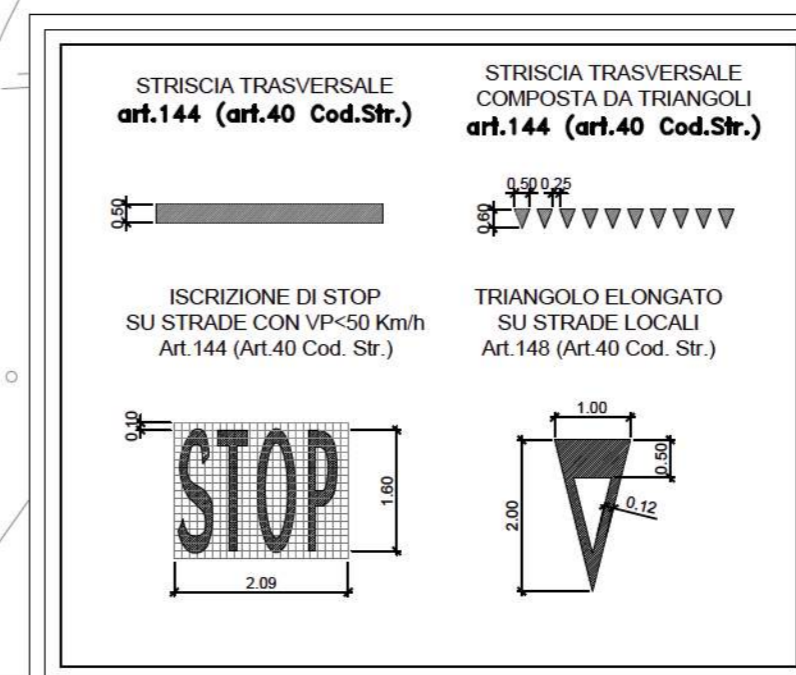 STRISCIA TRASVERSALE
art.144 (art.40 Cod.Str.)
0.50
STRISCIA TRASVERSALE
COMPOSTA DA TRIANGOLI
art.144 (art.40 Cod.Str.)
0.50 0.25
0.60
ISCRIZIONE DI STOP
SU STRADE CON VP<50 Km/h
Art.144 (Art.40 Cod. Str.)
0.10
STOP
1.60
2.09
TRIANGOLO ELONGATO
SU STRADE LOCALI
Art.148 (Art.40 Cod. Str.)
1.00
0.50
2.00
0.12